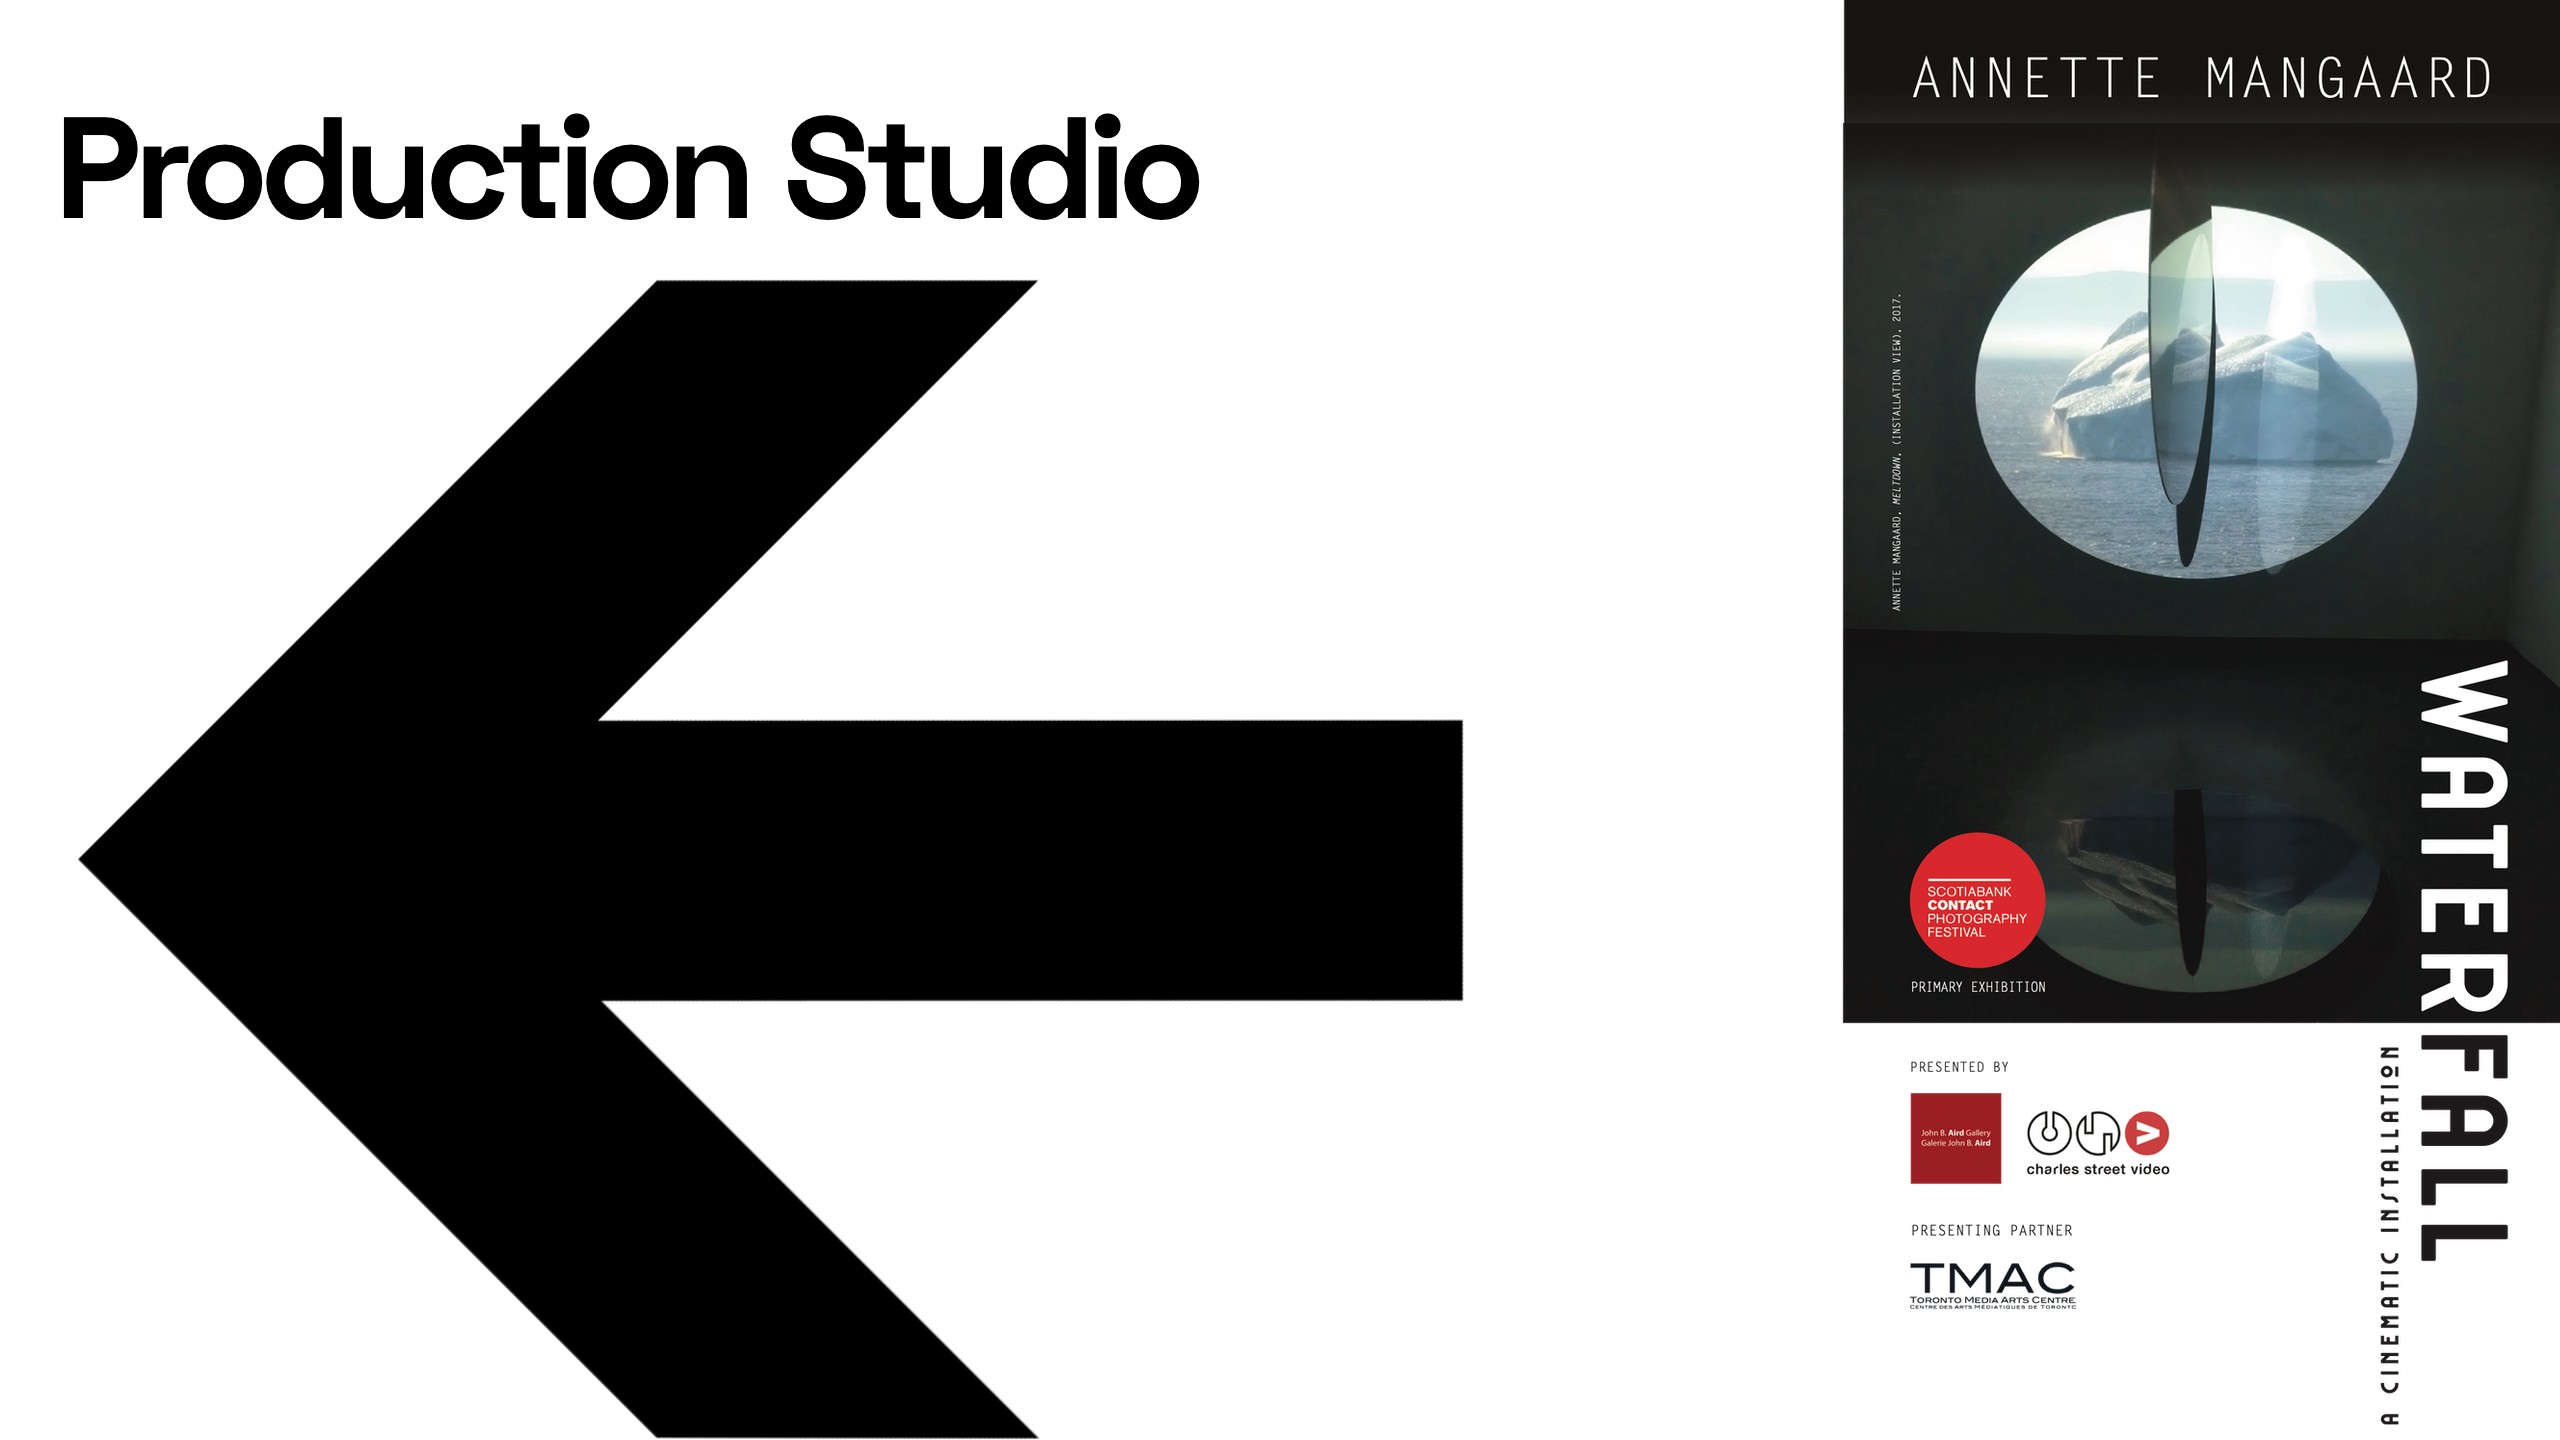 Production Studio
ANNETTE MANGAARD
ANNETTE MANGAARD, MELTDOWN, (INSTALLATION VIEW), 2017.
WATERFALL
A CINEMATIC INSTALLATION
SCOTIABANK
CONTACT
PHOTOGRAPHY
FESTIVAL
PRIMARY EXHIBITION
PRESENTED BY
John B. Aird Gallery
Galerie John B. Aird
csv
charles street video
PRESENTING PARTNER
TMAC
TORONTO MEDIA ARTS CENTRE
CENTRE DES ARTS MÉDIATIQUES DE TORONTO